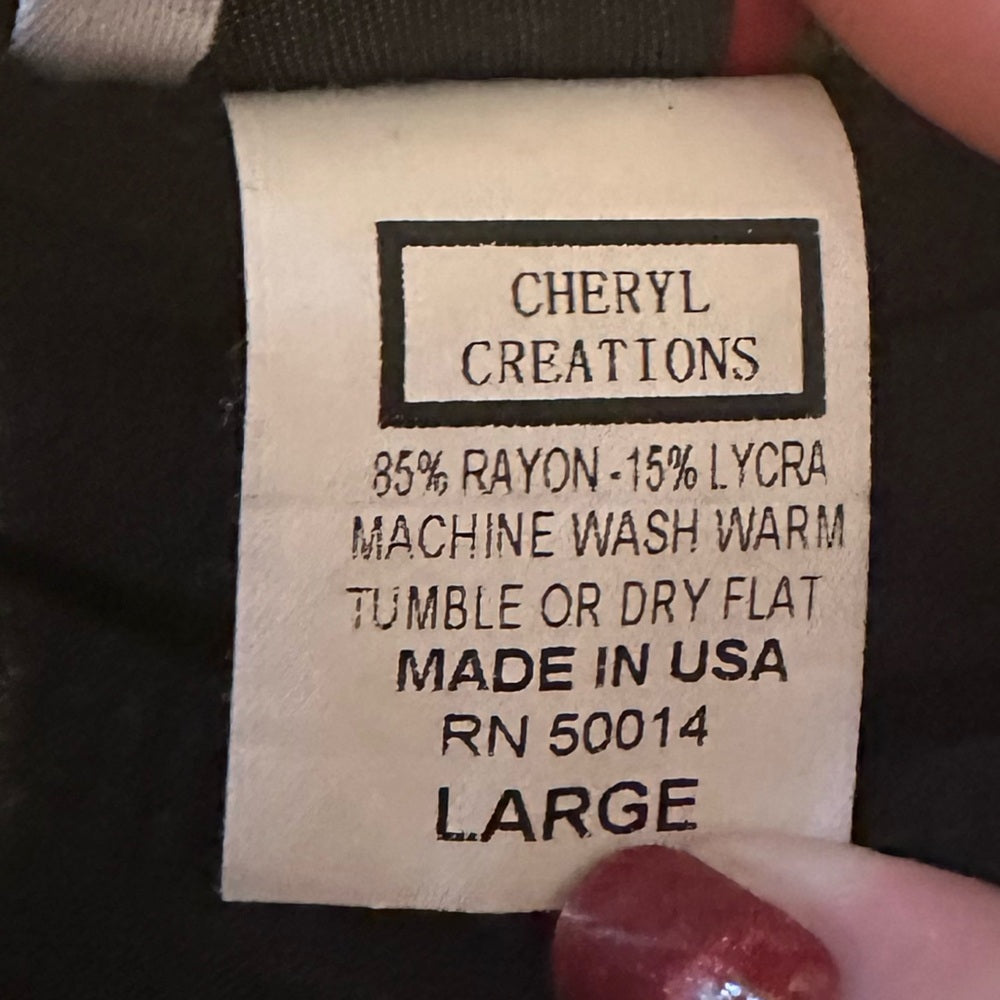 CHERYL
CREATIONS
85% RAYON -15% LYCRA
MACHINE WASH WARM
TUMBLE OR DRY FLAT
MADE IN USA
RN 50014
LARGE